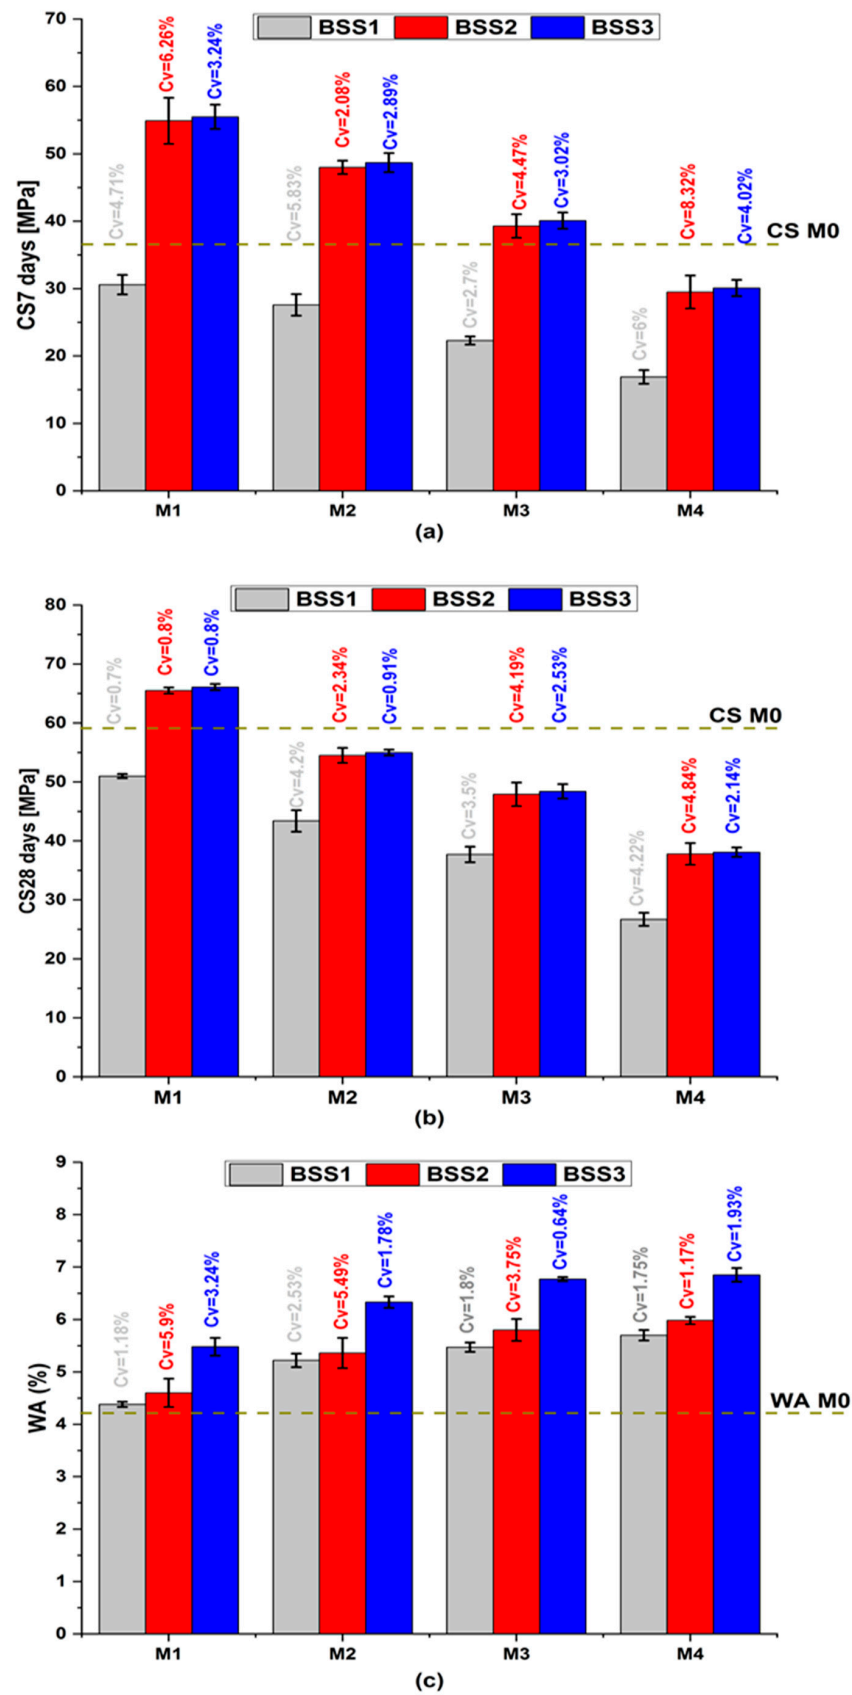 BSS1 BSS2 BSS3
CS7 days [MPa]
70
60
50
40
30
20
10
0
Cv=4.71%
Cv=6.26%
Cv=3.24%
Cv=5.83%
Cv=2.08%
Cv=2.89%
Cv=2.7%
Cv=4.47%
Cv=3.02%
Cv=6%
Cv=8.32%
Cv=4.02%
CS M0
M1 M2 M3 M4
(a)
BSS1 BSS2 BSS3
CS28 days [MPa]
80
70
60
50
40
30
20
10
0
Cv=0.7%
Cv=0.8%
Cv=0.8%
Cv=4.2%
Cv=2.34%
Cv=0.91%
Cv=3.5%
Cv=4.19%
Cv=2.53%
Cv=4.22%
Cv=4.84%
Cv=2.14%
CS M0
M1 M2 M3 M4
(b)
BSS1 BSS2 BSS3
WA (%)
9
8
7
6
5
4
3
2
1
0
Cv=1.18%
Cv=5.9%
Cv=3.24%
Cv=2.53%
Cv=5.49%
Cv=1.78%
Cv=1.8%
Cv=3.75%
Cv=0.64%
Cv=1.75%
Cv=1.17%
Cv=1.93%
WA M0
M1 M2 M3 M4
(c)